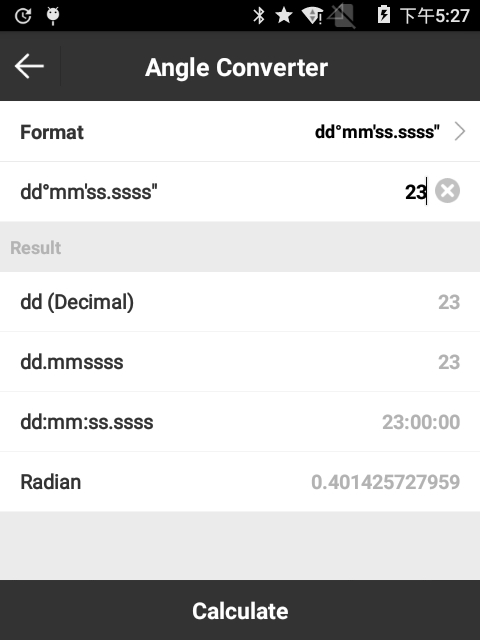 下午5:27
Angle Converter
Format dd°mm'ss.ssss"
dd°mm'ss.ssss" 23
Result
dd (Decimal) 23
dd.mmssss 23
dd:mm:ss.ssss 23:00:00
Radian 0.401425727959
Calculate